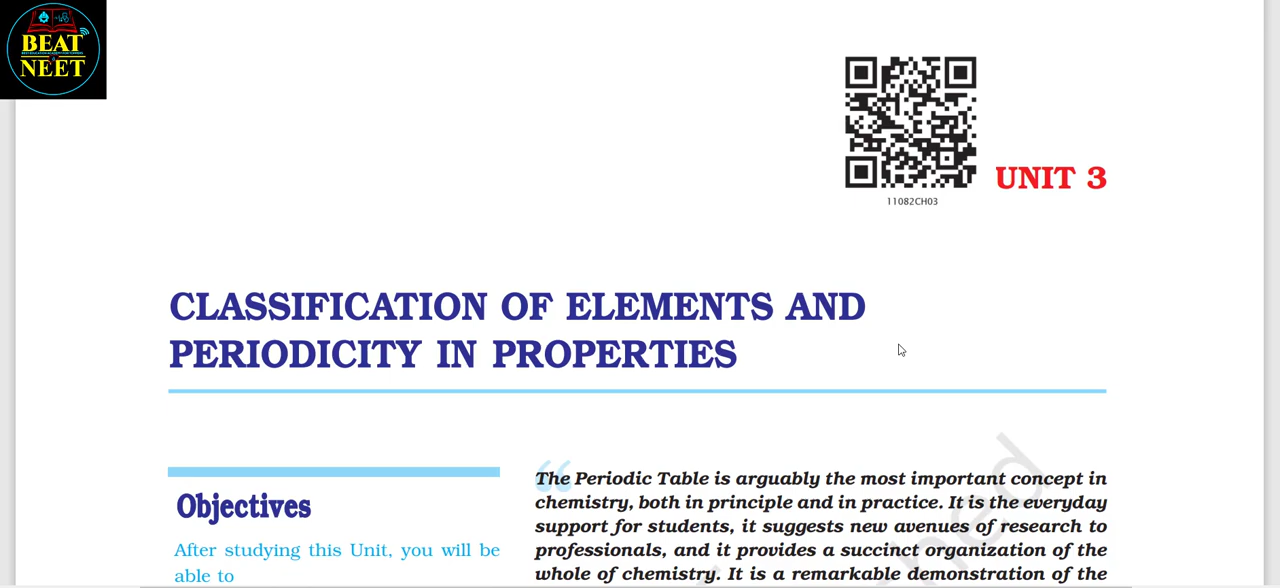 BEAT
NEET
UNIT 3
11082CH03
CLASSIFICATION OF ELEMENTS AND
PERIODICITY IN PROPERTIES
Objectives
After studying this Unit, you will be
able to
The Periodic Table is arguably the most important concept in
chemistry, both in principle and in practice. It is the everyday
support for students, it suggests new avenues of research to
professionals, and it provides a succinct organization of the
whole of chemistry. It is a remarkable demonstration of the